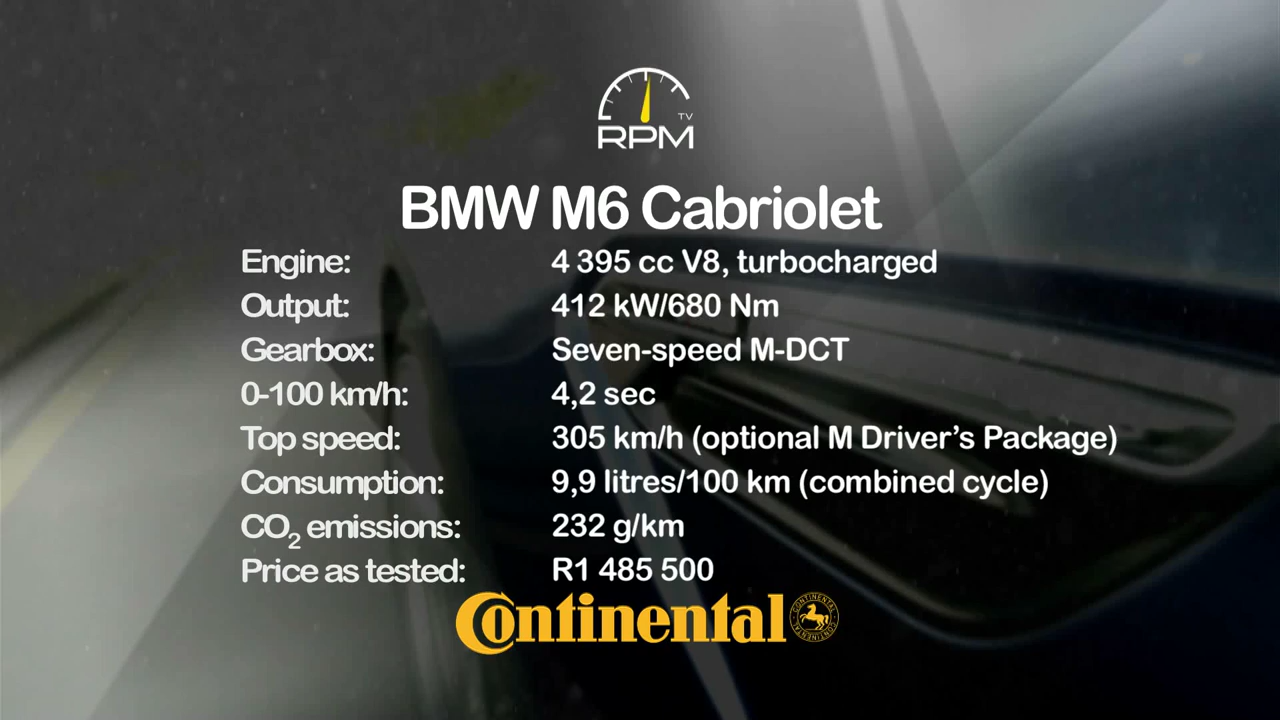 TV
RPM
BMW M6 Cabriolet
Engine: 4 395 cc V8, turbocharged
Output: 412 kW/680 Nm
Gearbox: Seven-speed M-DCT
0-100 km/h: 4,2 sec
Top speed: 305 km/h (optional M Driver’s Package)
Consumption: 9,9 litres/100 km (combined cycle)
CO₂ emissions: 232 g/km
Price as tested: R1 485 500
Continental
CONTINENTAL CONTINENTAL